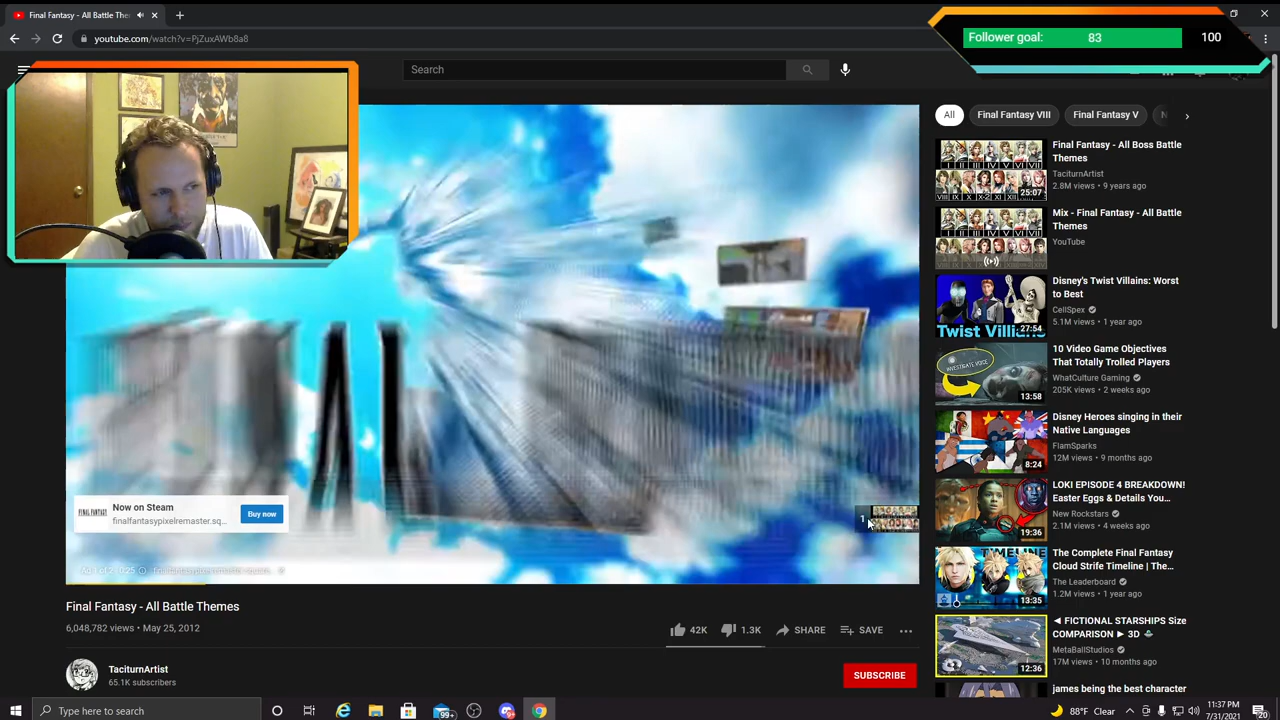 Final Fantasy - All Battle The
youtube.com/watch?v=PjZuxAWb8a8
Follower goal: 83 100
Search
All
Final Fantasy VIII
Final Fantasy V
Final Fantasy - All Boss Battle
Themes
TaciturnArtist
2.8M views • 9 years ago
25:07
Mix - Final Fantasy - All Battle
Themes
YouTube
Disney's Twist Villains: Worst
to Best
CellSpex
5.1M views • 1 year ago
Twist Villains
27:54
10 Video Game Objectives
That Totally Trolled Players
WhatCulture Gaming
205K views • 2 weeks ago
13:58
Disney Heroes singing in their
Native Languages
FlamSparks
12M views • 9 months ago
8:24
LOKI EPISODE 4 BREAKDOWN!
Easter Eggs & Details You...
New Rockstars
2.1M views • 4 weeks ago
19:36
The Complete Final Fantasy
Cloud Strife Timeline | The...
The Leaderboard
1.2M views • 1 year ago
TIMELINE
13:35
◄ FICTIONAL STARSHIPS Size
COMPARISON ► 3D
MetaBallStudios
17M views • 10 months ago
12:36
james being the best character
FINAL FANTASY
Now on Steam
finalfantasypixelremaster.sq...
Buy now
1
Final Fantasy - All Battle Themes
6,048,782 views • May 25, 2012
42K
1.3K
SHARE
SAVE
TaciturnArtist
65.1K subscribers
SUBSCRIBE
Type here to search
99+
88°F Clear
11:37 PM
7/31/2021